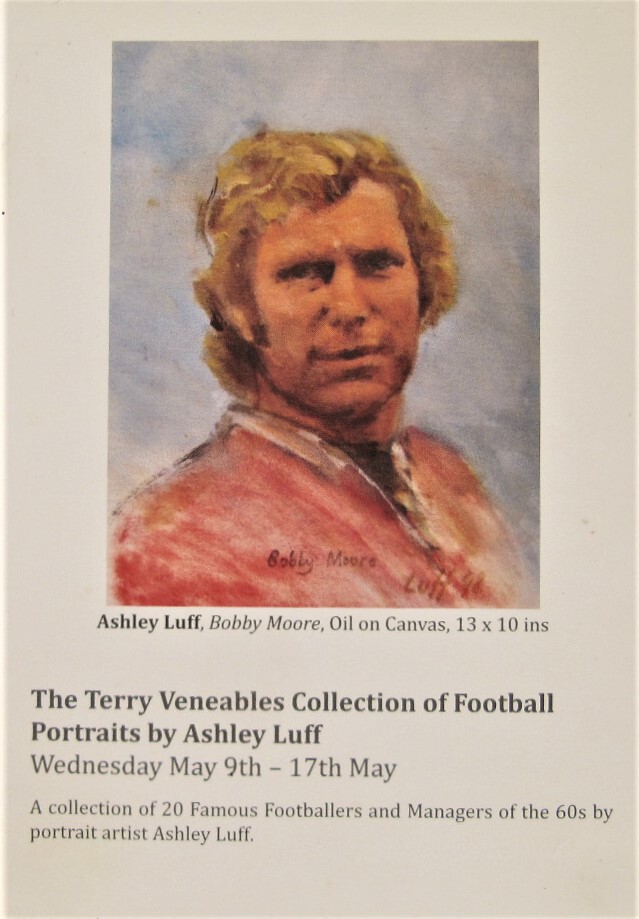 Bobby Moore
Luff 96
Ashley Luff, Bobby Moore, Oil on Canvas, 13 x 10 ins
The Terry Veneables Collection of Football
Portraits by Ashley Luff
Wednesday May 9th – 17th May
A collection of 20 Famous Footballers and Managers of the 60s by
portrait artist Ashley Luff.